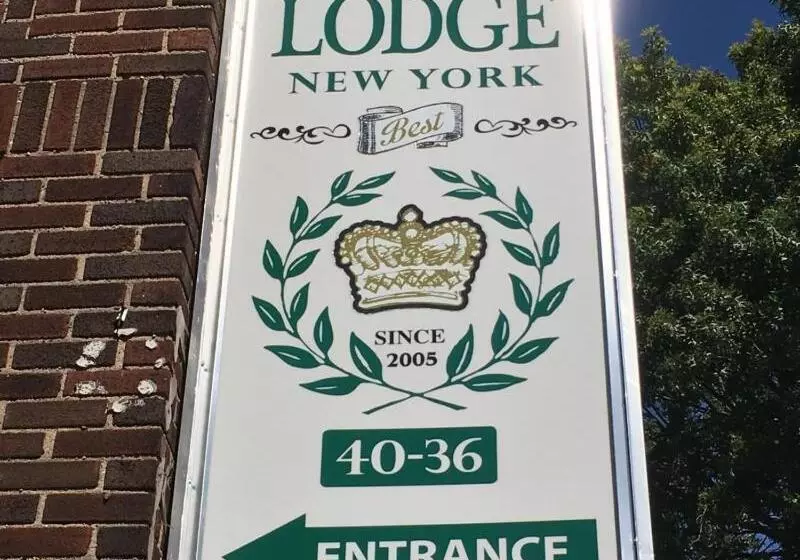 LODGE
NEW YORK
Best
SINCE
2005
40-36
ENTRANCE